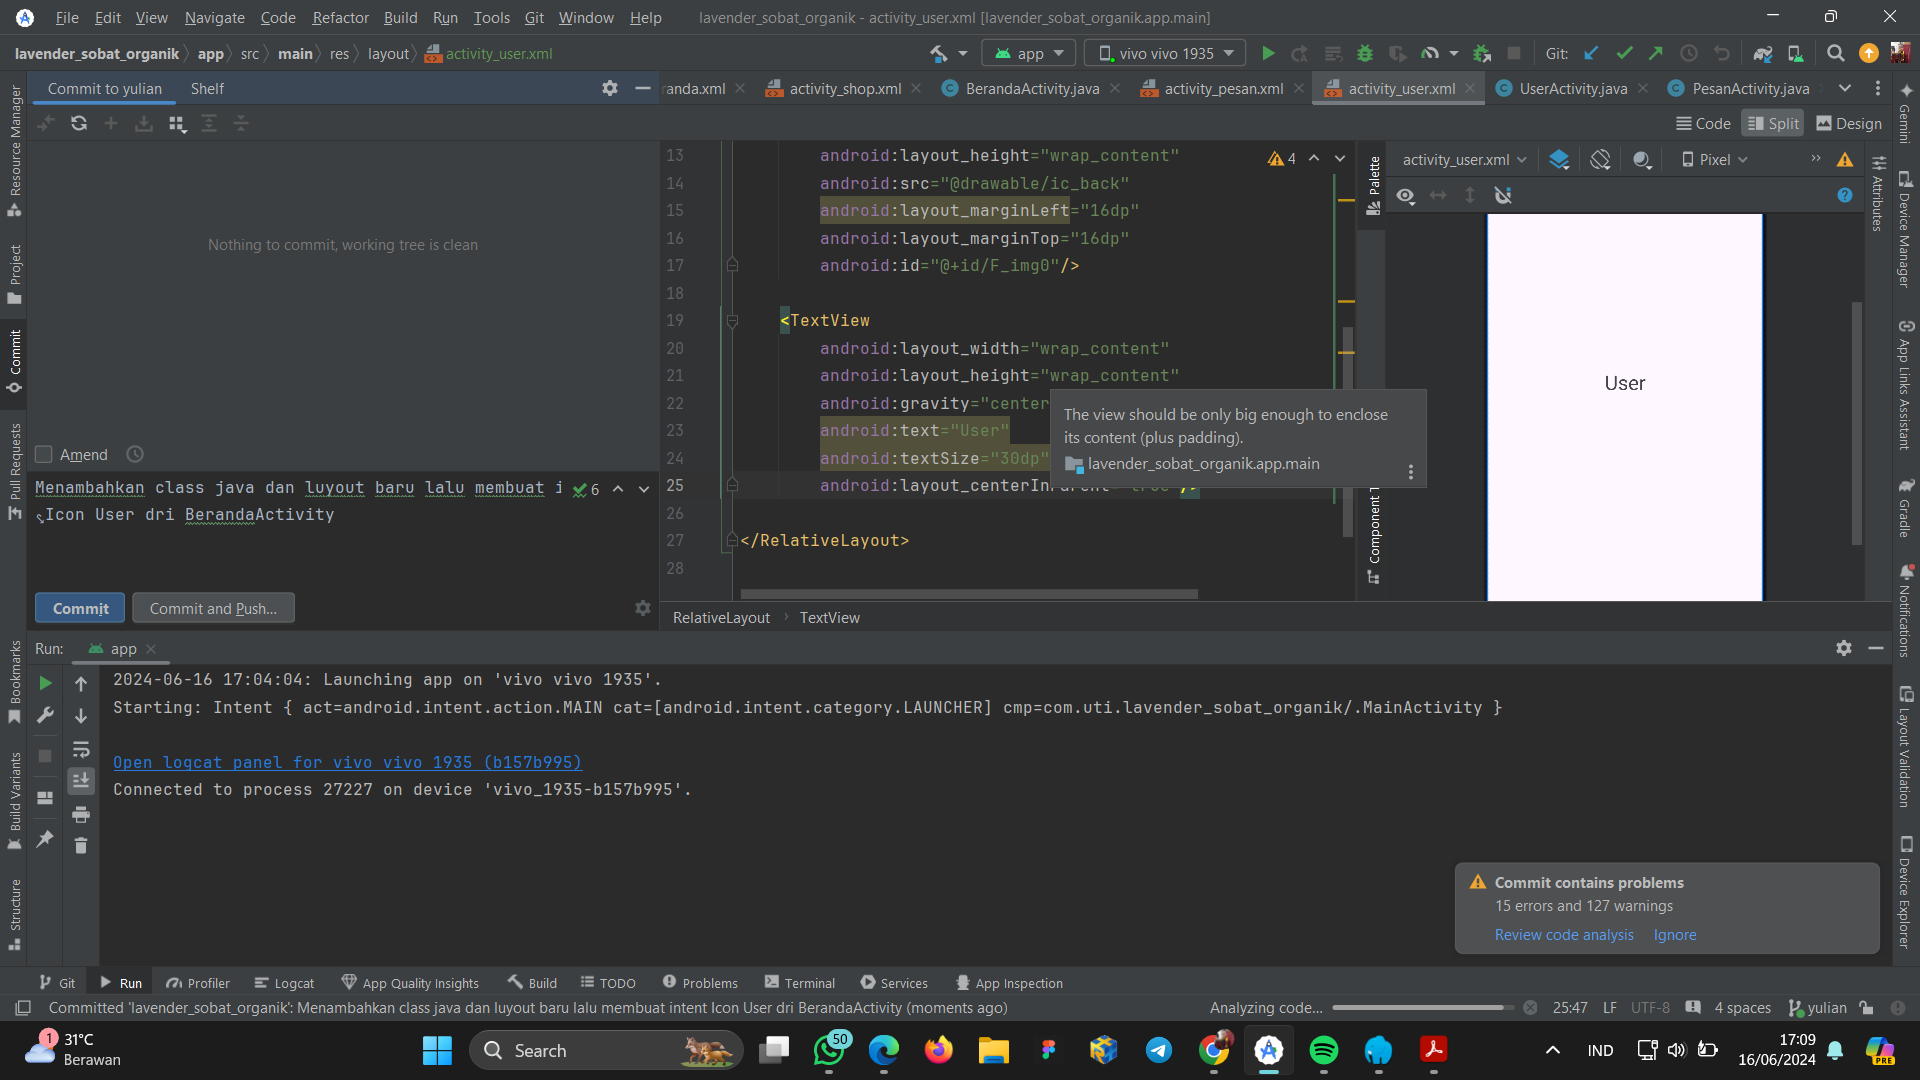 File Edit View Navigate Code Refactor Build Run Tools Git Window Help lavender_sobat_organik - activity_user.xml [lavender_sobat_organik.app.main]
lavender_sobat_organik app src main res layout activity_user.xml app vivo vivo 1935 Git:
Commit to yulian Shelf
randa.xml activity_shop.xml BerandaActivity.java activity_pesan.xml activity_user.xml UserActivity.java PesanActivity.java
Code Split Design
Resource Manager
Project
Commit
Pull Requests
Bookmarks
Build Variants
Structure
Nothing to commit, working tree is clean
Amend
Menambahkan class java dan luyout baru lalu membuat i 6
Icon User dri BerandaActivity
Commit Commit and Push...
13 android:layout_height="wrap_content"
14 android:src="@drawable/ic_back"
15 android:layout_marginLeft="16dp"
16 android:layout_marginTop="16dp"
17 android:id="@+id/F_img0"/>
18
19 <TextView
20 android:layout_width="wrap_content"
21 android:layout_height="wrap_content"
22 android:gravity="center
23 android:text="User"
24 android:textSize="30dp"
25 android:layout_centerInParent="true"/>
26
27 </RelativeLayout>
28
4
The view should be only big enough to enclose
its content (plus padding).
lavender_sobat_organik.app.main
RelativeLayout TextView
Palette
Component T
activity_user.xml Pixel
User
Attributes
Gemini
Device Manager
App Links Assistant
Gradle
Notifications
Layout Validation
Device Explorer
Run: app
2024-06-16 17:04:04: Launching app on 'vivo vivo 1935'.
Starting: Intent { act=android.intent.action.MAIN cat=[android.intent.category.LAUNCHER] cmp=com.uti.lavender_sobat_organik/.MainActivity }
Open logcat panel for vivo vivo 1935 (b157b995)
Connected to process 27227 on device 'vivo_1935-b157b995'.
Commit contains problems
15 errors and 127 warnings
Review code analysis Ignore
Git Run Profiler Logcat App Quality Insights Build TODO Problems Terminal Services App Inspection
Committed 'lavender_sobat_organik': Menambahkan class java dan luyout baru lalu membuat intent Icon User dri BerandaActivity (moments ago) Analyzing code... 25:47 LF UTF-8 4 spaces yulian
1 31°C
Berawan
Search
50
IND
17:09
16/06/2024
PRE